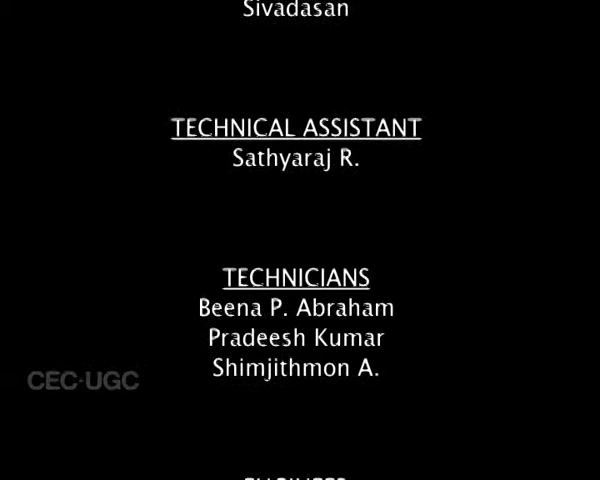 Sivadasan
TECHNICAL ASSISTANT
Sathyaraj R.
TECHNICIANS
Beena P. Abraham
Pradeesh Kumar
Shimjithmon A.
CEC-UGC